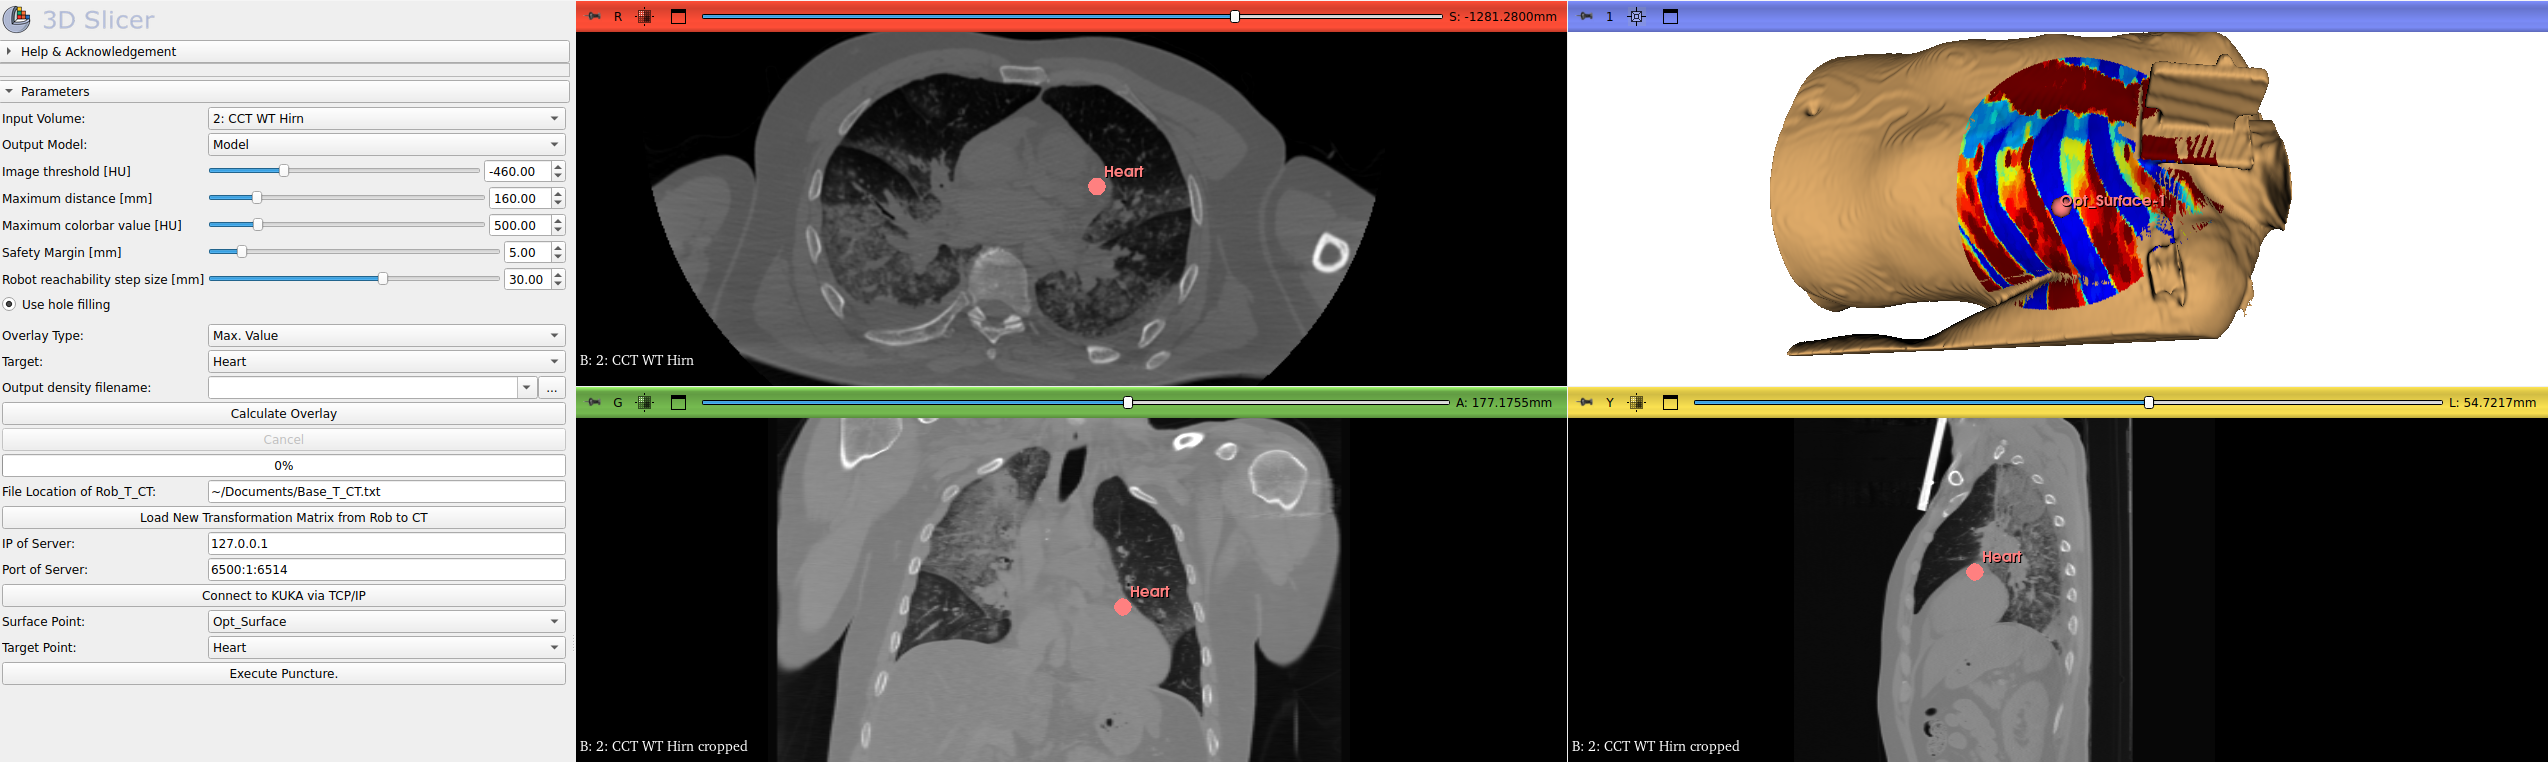 3D Slicer
Help & Acknowledgement
Parameters
Input Volume: 2: CCT WT Hirn
Output Model: Model
Image threshold [HU] -460.00
Maximum distance [mm] 160.00
Maximum colorbar value [HU] 500.00
Safety Margin [mm] 5.00
Robot reachability step size [mm] 30.00
Use hole filling
Overlay Type: Max. Value
Target: Heart
Output density filename: ...
Calculate Overlay
Cancel
0%
File Location of Rob_T_CT: ~/Documents/Base_T_CT.txt
Load New Transformation Matrix from Rob to CT
IP of Server: 127.0.0.1
Port of Server: 6500:1:6514
Connect to KUKA via TCP/IP
Surface Point: Opt_Surface
Target Point: Heart
Execute Puncture.
R S: -1281.2800mm
Heart
B: 2: CCT WT Hirn
1
Opt_Surface-1
G A: 177.1755mm
Heart
B: 2: CCT WT Hirn cropped
Y L: 54.7217mm
Heart
B: 2: CCT WT Hirn cropped